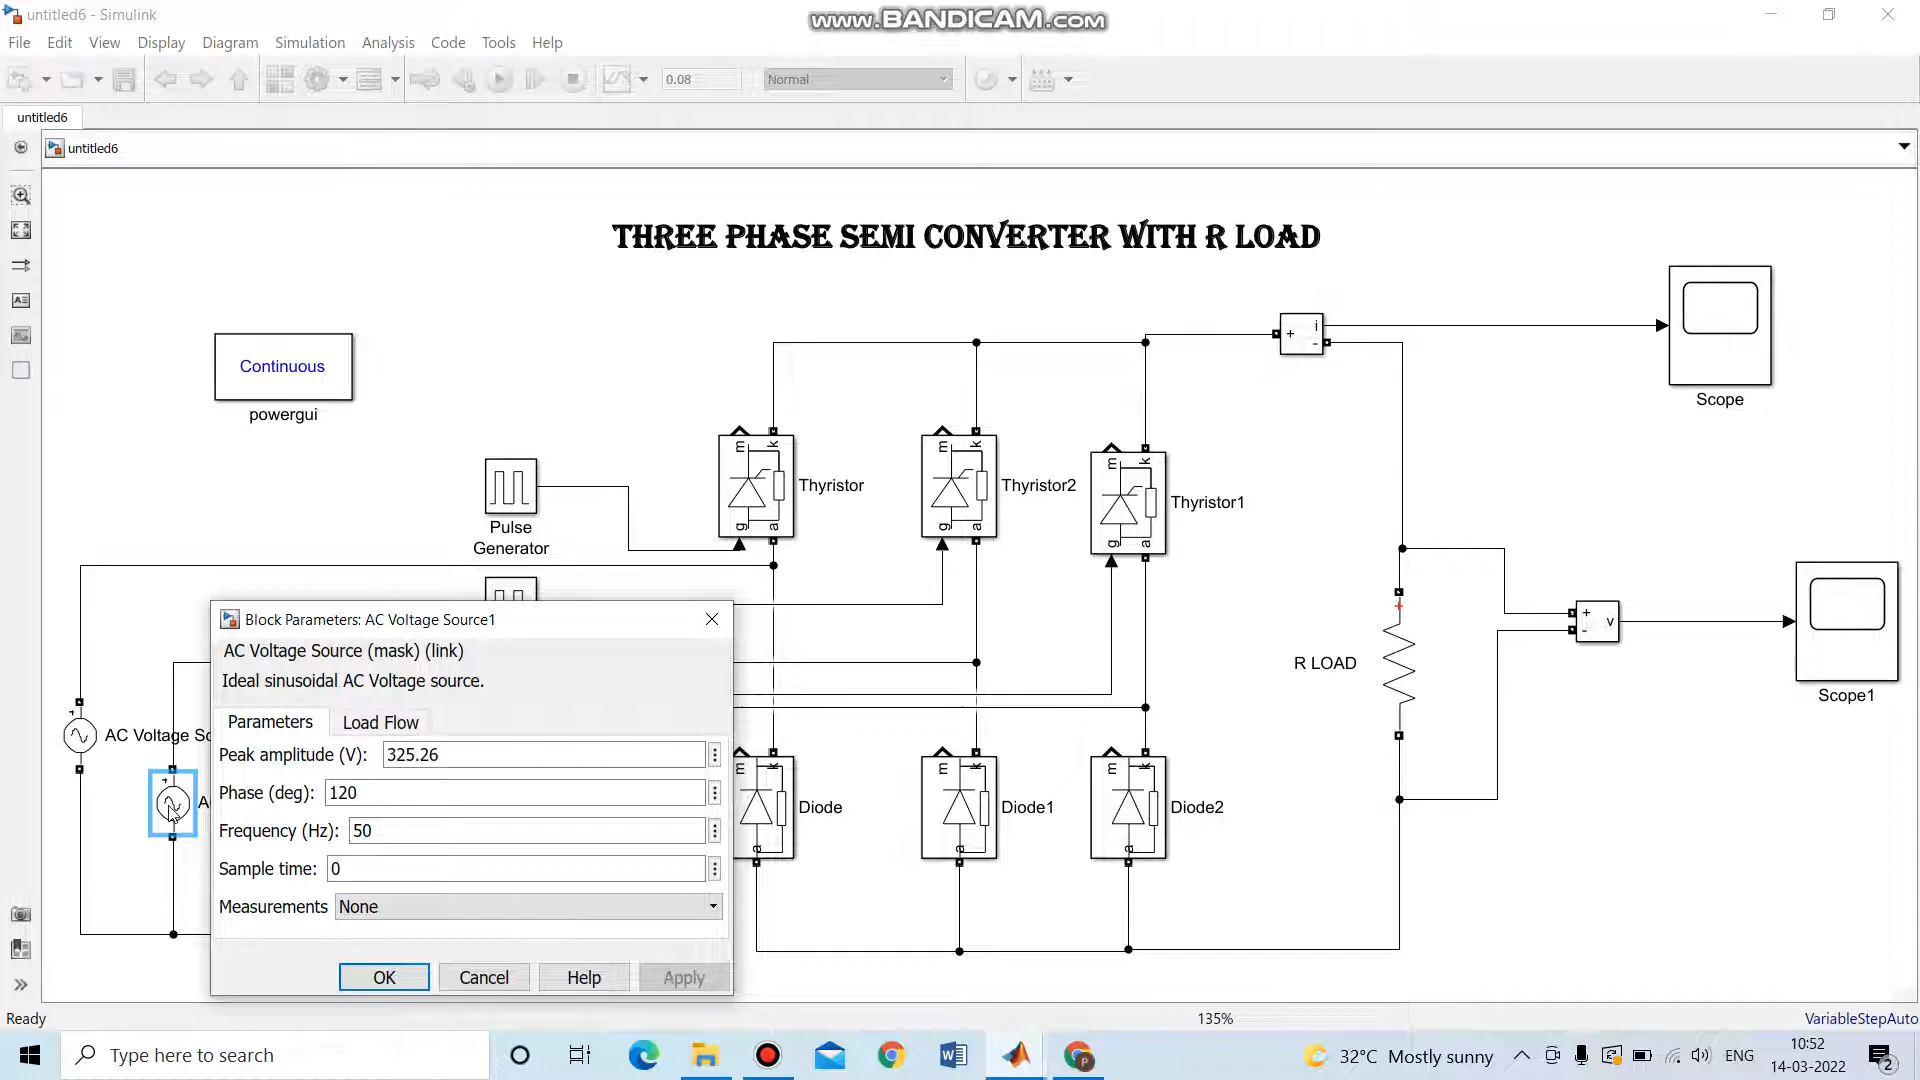 untitled6 - Simulink
www.BANDICAM.com
File Edit View Display Diagram Simulation Analysis Code Tools Help
0.08
Normal
untitled6
untitled6
THREE PHASE SEMI CONVERTER WITH R LOAD
Continuous
powergui
i
+
-
Scope
m k
m k
m k
Thyristor
Thyristor2
Thyristor1
g a
g a
g a
Pulse
Generator
Block Parameters: AC Voltage Source1
AC Voltage Source (mask) (link)
Ideal sinusoidal AC Voltage source.
Parameters
Load Flow
Peak amplitude (V): 325.26
Phase (deg): 120
Frequency (Hz): 50
Sample time: 0
Measurements None
OK
Cancel
Help
Apply
+
AC Voltage So
+
A
+
R LOAD
+
-
v
Scope1
m k
m k
m k
Diode
Diode1
Diode2
a
a
a
Ready
135%
VariableStepAuto
Type here to search
32°C Mostly sunny
ENG
10:52
14-03-2022
2